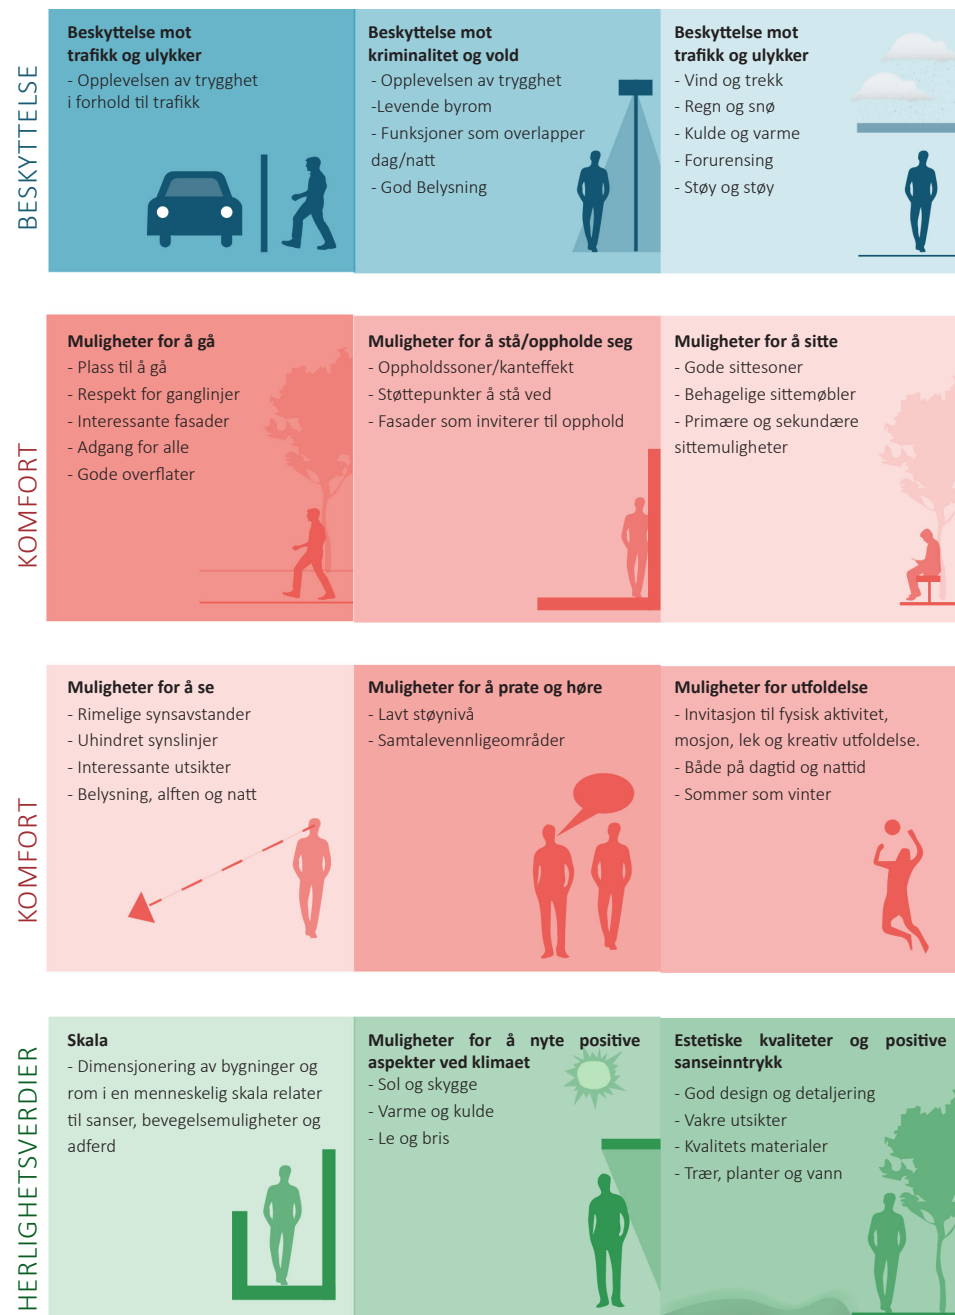 BESKYTTELSE
Beskyttelse mot
trafikk og ulykker
- Opplevelsen av trygghet
i forhold til trafikk
Beskyttelse mot
kriminalitet og vold
- Opplevelsen av trygghet
-Levende byrom
- Funksjoner som overlapper
dag/natt
- God Belysning
Beskyttelse mot
trafikk og ulykker
- Vind og trekk
- Regn og snø
- Kulde og varme
- Forurensing
- Støy og støy
KOMFORT
Muligheter for å gå
- Plass til å gå
- Respekt for ganglinjer
- Interessante fasader
- Adgang for alle
- Gode overflater
Muligheter for å stå/oppholde seg
- Oppholdssoner/kanteffekt
- Støttepunkter å stå ved
- Fasader som inviterer til opphold
Muligheter for å sitte
- Gode sittesoner
- Behagelige sittemøbler
- Primære og sekundære
sittemuligheter
KOMFORT
Muligheter for å se
- Rimelige synsavstander
- Uhindret synslinjer
- Interessante utsikter
- Belysning, alften og natt
Muligheter for å prate og høre
- Lavt støynivå
- Samtalevennligeområder
Muligheter for utfoldelse
- Invitasjon til fysisk aktivitet,
mosjon, lek og kreativ utfoldelse.
- Både på dagtid og nattid
- Sommer som vinter
HERLIGHETSVERDIER
Skala
- Dimensjonering av bygninger og
rom i en menneskelig skala relater
til sanser, bevegelsemuligheter og
adferd
Muligheter for å nyte positive
aspekter ved klimaet
- Sol og skygge
- Varme og kulde
- Le og bris
Estetiske kvaliteter og positive
sanseinntrykk
- God design og detaljering
- Vakre utsikter
- Kvalitets materialer
- Trær, planter og vann